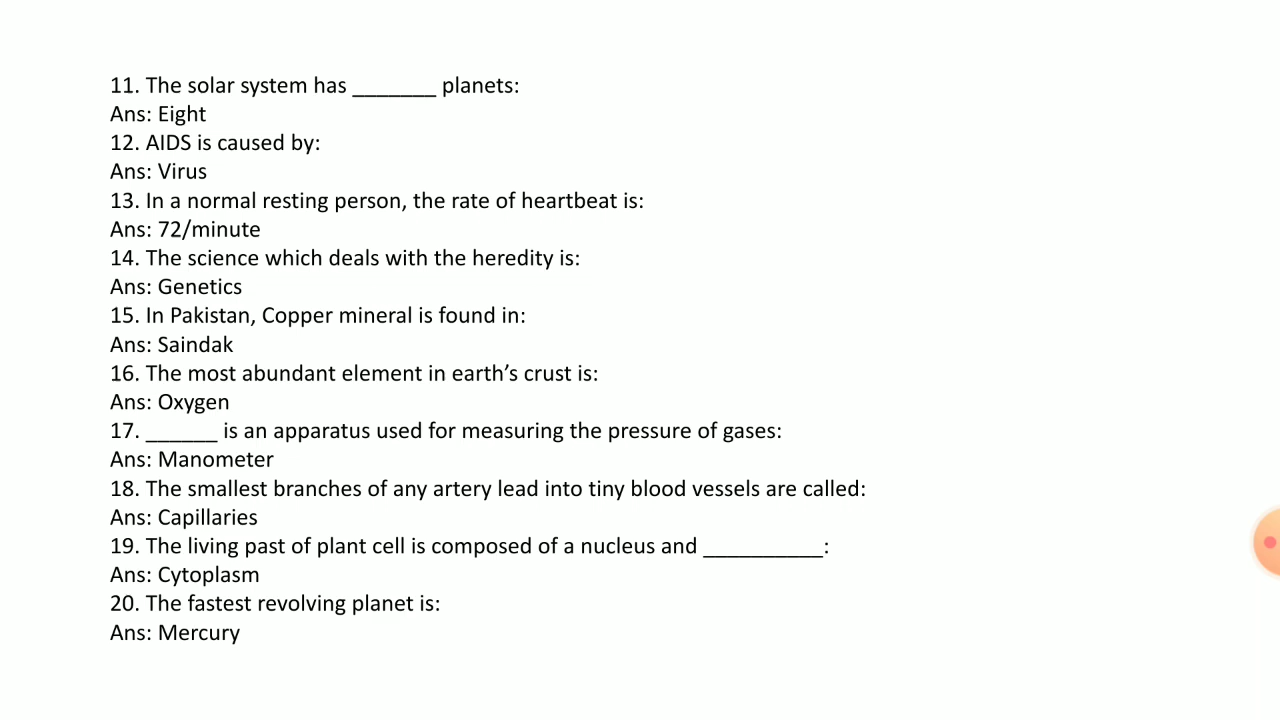 11. The solar system has _______ planets:
Ans: Eight
12. AIDS is caused by:
Ans: Virus
13. In a normal resting person, the rate of heartbeat is:
Ans: 72/minute
14. The science which deals with the heredity is:
Ans: Genetics
15. In Pakistan, Copper mineral is found in:
Ans: Saindak
16. The most abundant element in earth’s crust is:
Ans: Oxygen
17. ______ is an apparatus used for measuring the pressure of gases:
Ans: Manometer
18. The smallest branches of any artery lead into tiny blood vessels are called:
Ans: Capillaries
19. The living past of plant cell is composed of a nucleus and __________:
Ans: Cytoplasm
20. The fastest revolving planet is:
Ans: Mercury